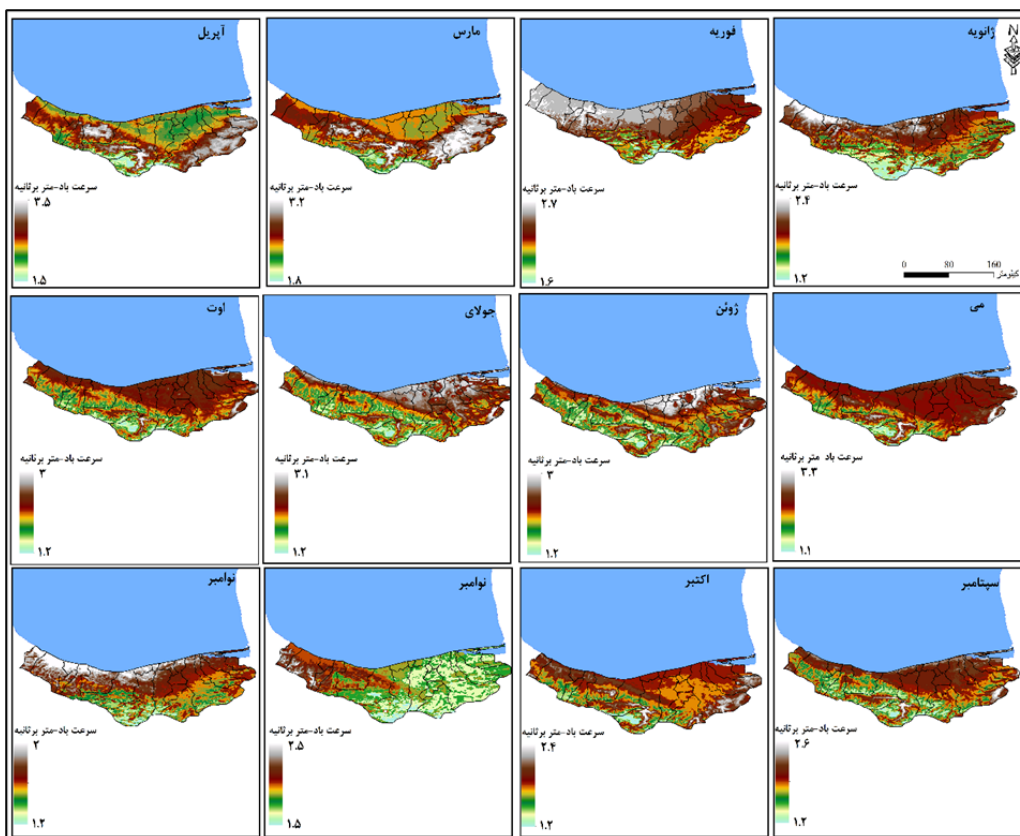 ژانویه
N
سرعت باد-متر برثانیه
۲.۴
۱.۲
0 80 160
کیلومتر
فوریه
سرعت باد-متر برثانیه
۲.۷
۱.۶
مارس
سرعت باد-متر برثانیه
۳.۲
۱.۸
آپریل
سرعت باد-متر برثانیه
۳.۵
۱.۵
می
سرعت باد متر برثانیه
۳.۳
۱.۱
ژوئن
سرعت باد-متر برثانیه
۳
۱.۲
جولای
سرعت باد-متر برثانیه
۳.۱
۱.۲
اوت
سرعت باد-متر برثانیه
۳
۱.۲
سپتامبر
سرعت باد-متر برثانیه
۲.۶
۱.۲
اکتبر
سرعت باد-متر برثانیه
۲.۴
۱.۲
نوامبر
سرعت باد-متر برثانیه
۲.۵
۱.۵
نوامبر
سرعت باد-متر برثانیه
۲
۱.۲